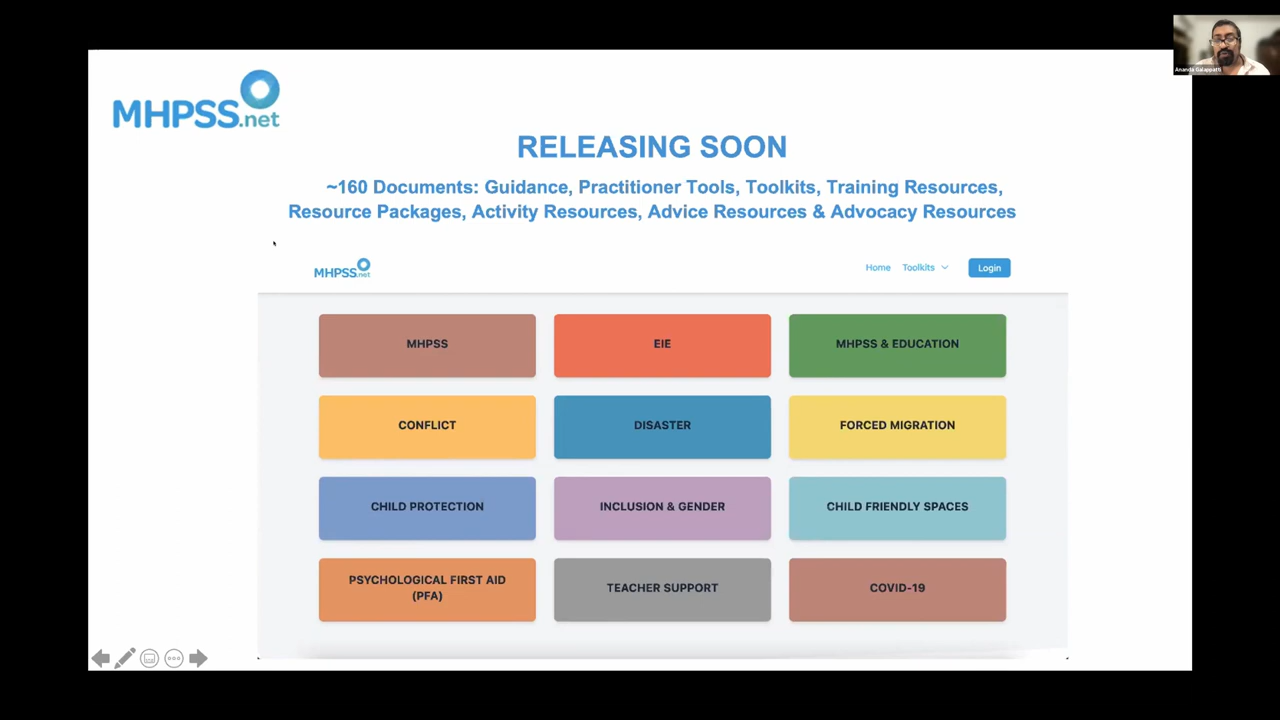 MHPSS.net
RELEASING SOON
~160 Documents: Guidance, Practitioner Tools, Toolkits, Training Resources,
Resource Packages, Activity Resources, Advice Resources & Advocacy Resources
MHPSS.net
Home Toolkits Login
MHPSS
EIE
MHPSS & EDUCATION
CONFLICT
DISASTER
FORCED MIGRATION
CHILD PROTECTION
INCLUSION & GENDER
CHILD FRIENDLY SPACES
PSYCHOLOGICAL FIRST AID
(PFA)
TEACHER SUPPORT
COVID-19
Ananda Galappatti